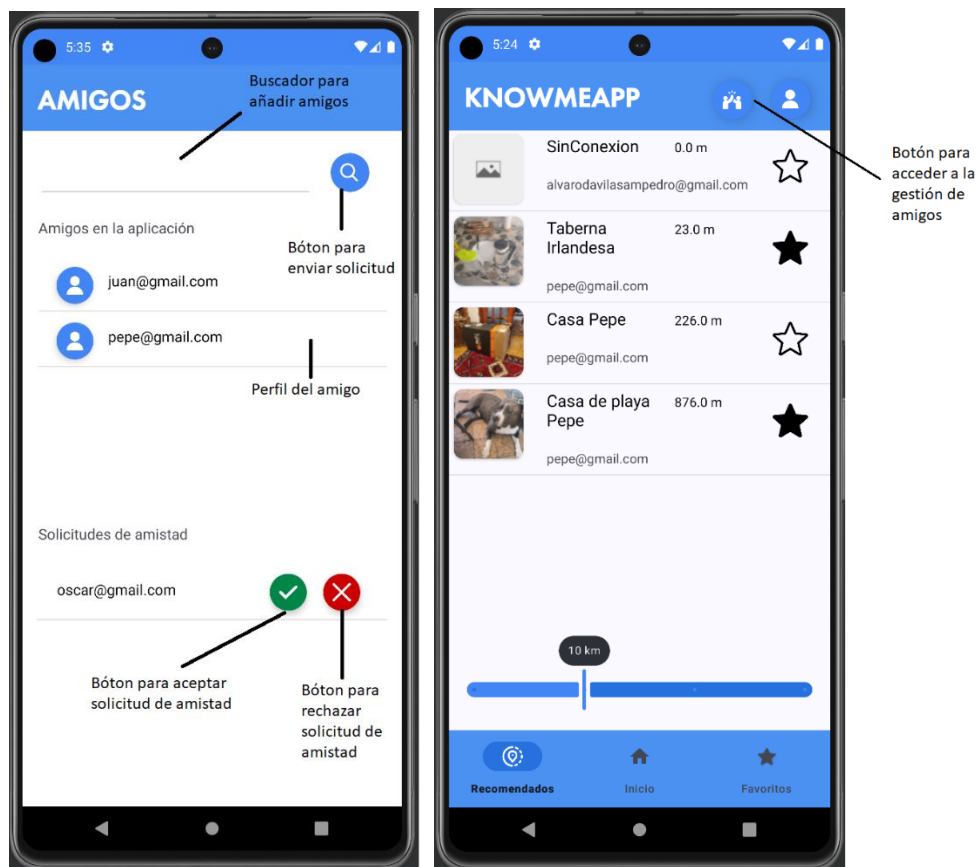 5:35
AMIGOS
Buscador para
añadir amigos
Amigos en la aplicación
Bóton para
enviar solicitud
juan@gmail.com
pepe@gmail.com
Perfil del amigo
Solicitudes de amistad
oscar@gmail.com
Bóton para aceptar
solicitud de amistad
Bóton para
rechazar
solicitud de
amistad
5:24
KNOWMEAPP
Botón para
acceder a la
gestión de
amigos
SinConexion
0.0 m
alvarodavilasampedro@gmail.com
Taberna
Irlandesa
23.0 m
pepe@gmail.com
Casa Pepe
226.0 m
pepe@gmail.com
Casa de playa
Pepe
876.0 m
pepe@gmail.com
10 km
Recomendados
Inicio
Favoritos